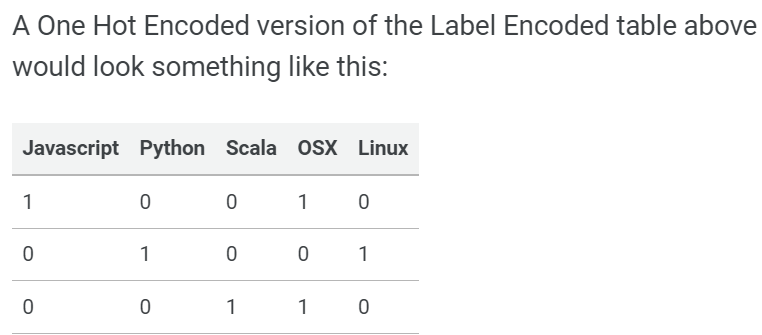 A One Hot Encoded version of the Label Encoded table above
would look something like this:
Javascript Python Scala OSX Linux
1 0 0 1 0
0 1 0 0 1
0 0 1 1 0